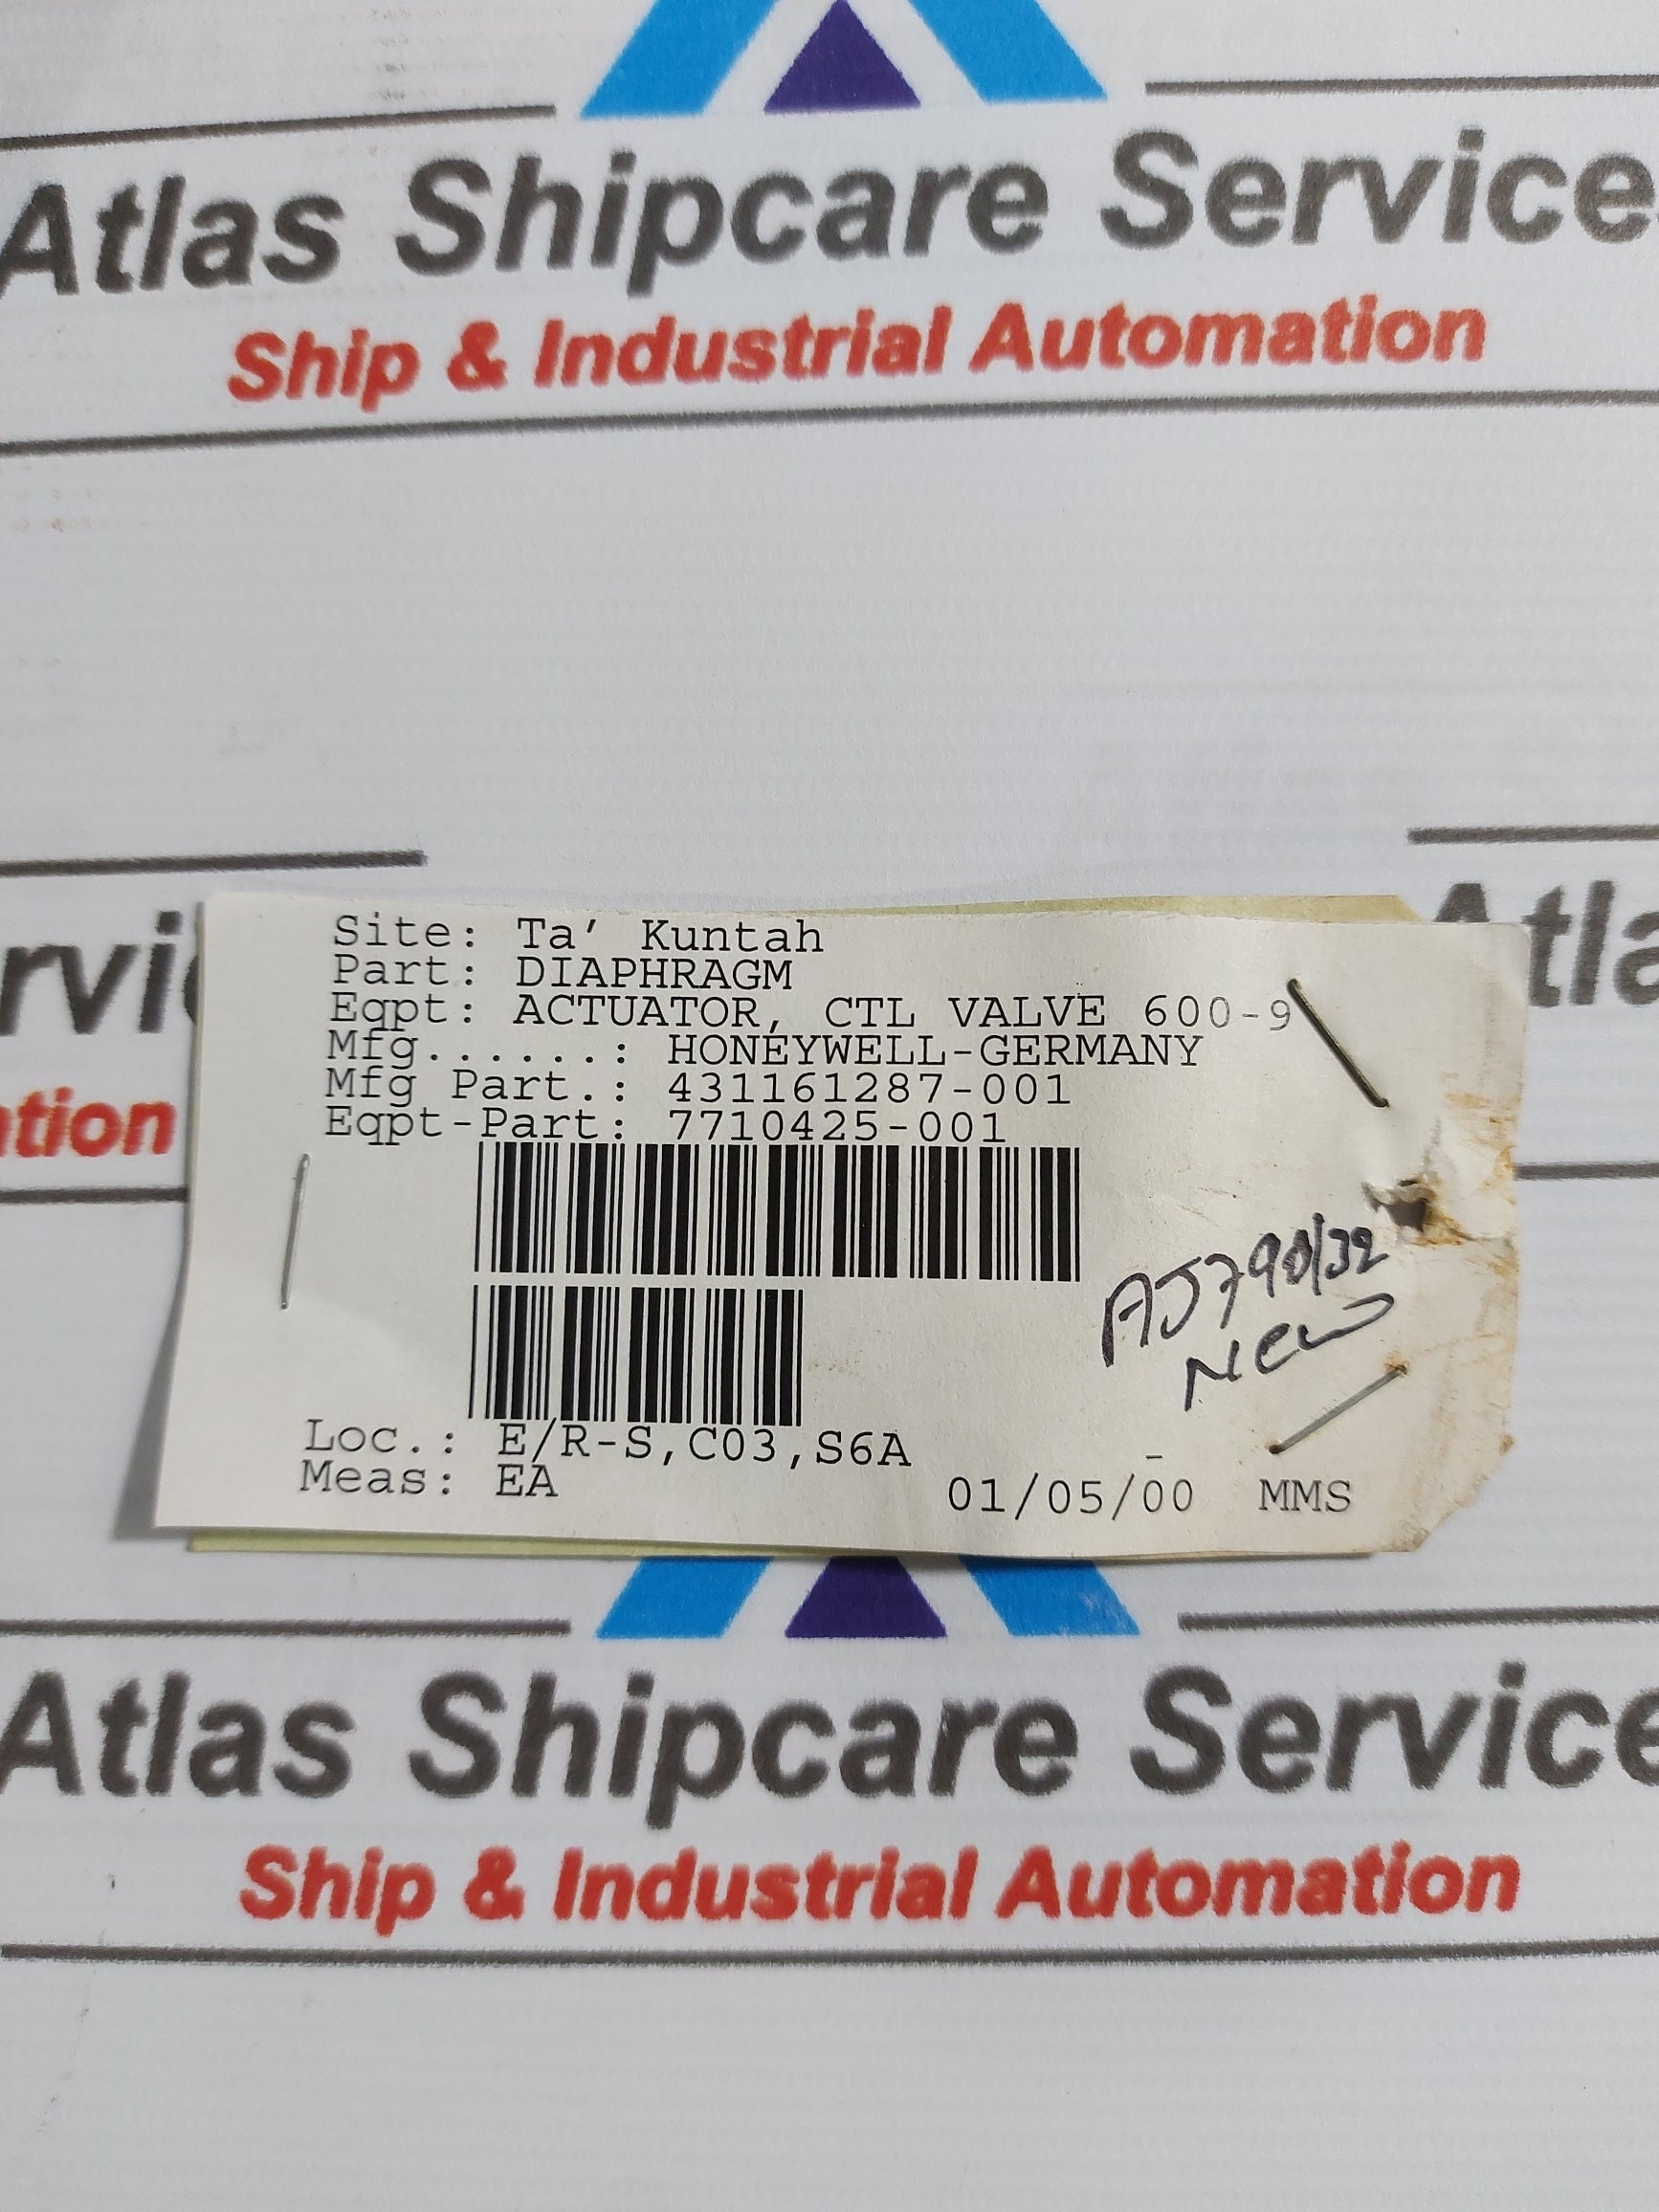 Atlas Shipcare Service
Ship & Industrial Automation
rvi
Atla
ation
Site: Ta' Kuntah
Part: DIAPHRAGM
Eqpt: ACTUATOR, CTL VALVE 600-9
Mfg......: HONEYWELL-GERMANY
Mfg Part.: 431161287-001
Eqpt-Part: 7710425-001
New
Loc.: E/R-S,C03,S6A
Meas: EA
01/05/00 MMS
Atlas Shipcare Service
Ship & Industrial Automation